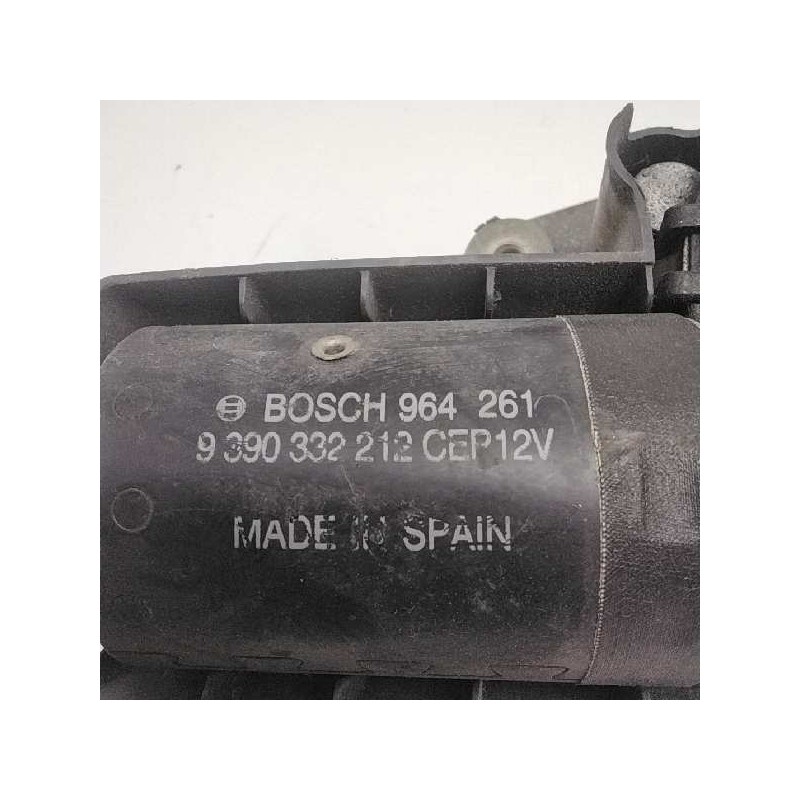 BOSCH 964 261
9 390 332 212 CEP12V
MADE IN SPAIN